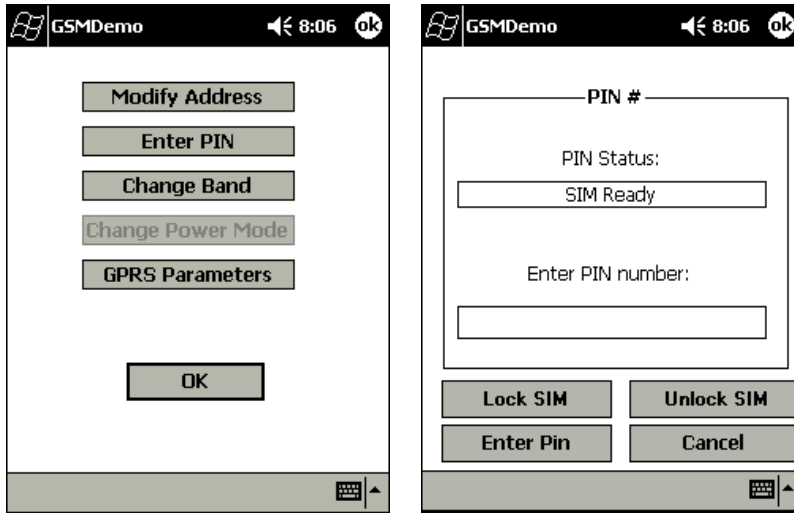 GSMDemo 8:06 ok
Modify Address
Enter PIN
Change Band
Change Power Mode
GPRS Parameters
OK
GSMDemo 8:06 ok
PIN #
PIN Status:
SIM Ready
Enter PIN number:
Lock SIM Unlock SIM
Enter Pin Cancel